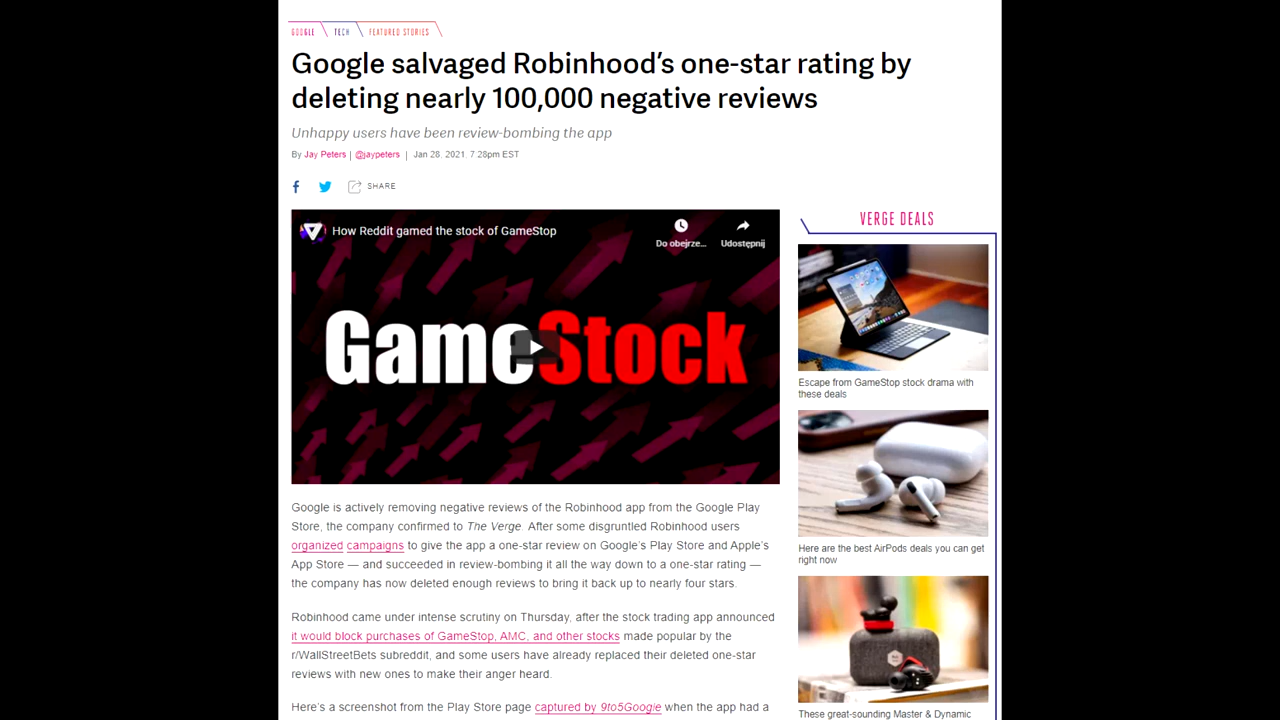 GOOGLE TECH FEATURED STORIES
Google salvaged Robinhood's one-star rating by
deleting nearly 100,000 negative reviews
Unhappy users have been review-bombing the app
By Jay Peters | @jaypeters | Jan 28, 2021, 7:28pm EST
SHARE
How Reddit gamed the stock of GameStop
Do obejrze... Udostępnij
GameStock
Google is actively removing negative reviews of the Robinhood app from the Google Play
Store, the company confirmed to The Verge. After some disgruntled Robinhood users
organized campaigns to give the app a one-star review on Google's Play Store and Apple's
App Store — and succeeded in review-bombing it all the way down to a one-star rating —
the company has now deleted enough reviews to bring it back up to nearly four stars.
Robinhood came under intense scrutiny on Thursday, after the stock trading app announced
it would block purchases of GameStop, AMC, and other stocks made popular by the
r/WallStreetBets subreddit, and some users have already replaced their deleted one-star
reviews with new ones to make their anger heard.
Here's a screenshot from the Play Store page captured by 9to5Google when the app had a
VERGE DEALS
Escape from GameStop stock drama with
these deals
Here are the best AirPods deals you can get
right now
These great-sounding Master & Dynamic